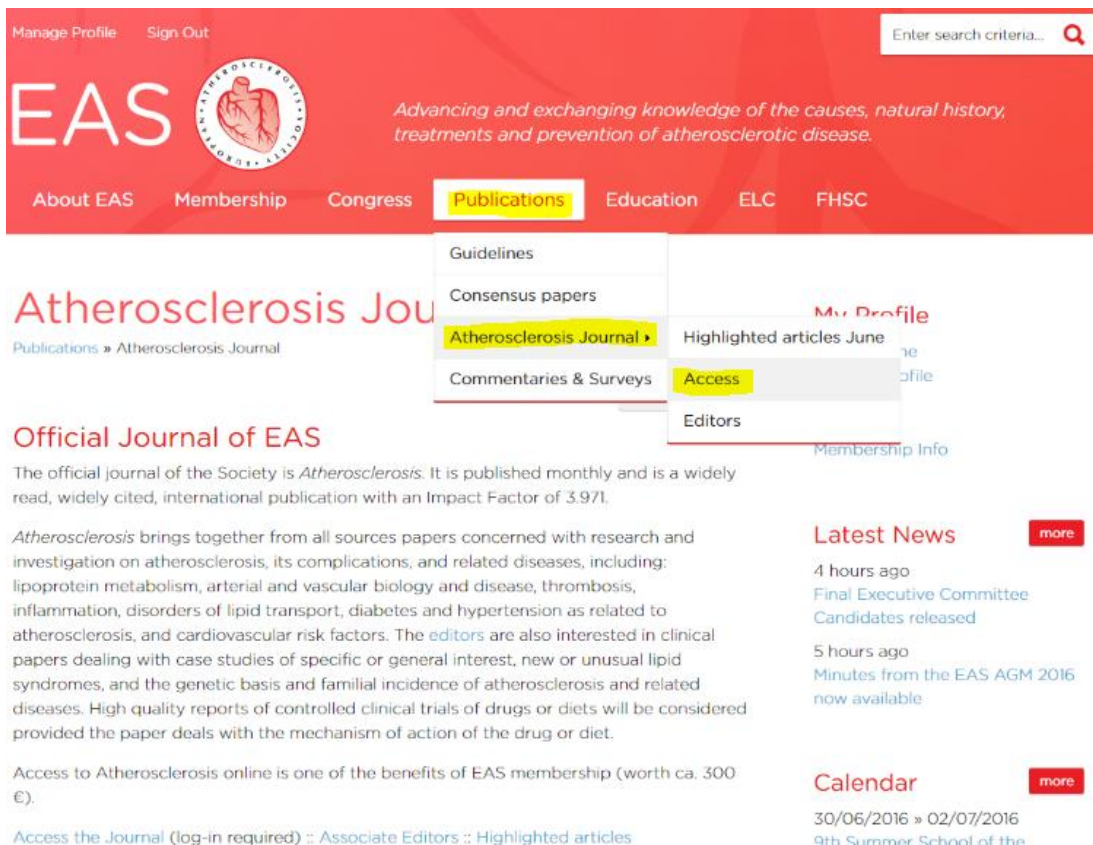 Manage Profile Sign Out
Enter search criteria...
EAS
EUROPEAN · ATHEROSCLEROSIS · SOCIETY
Advancing and exchanging knowledge of the causes, natural history,
treatments and prevention of atherosclerotic disease.
About EAS Membership Congress Publications Education ELC FHSC
Guidelines
Consensus papers
Atherosclerosis Journal
Commentaries & Surveys
Highlighted articles June
Access
Editors
Atherosclerosis Jou
Publications » Atherosclerosis Journal
Official Journal of EAS
The official journal of the Society is Atherosclerosis. It is published monthly and is a widely
read, widely cited, international publication with an Impact Factor of 3.971.
Atherosclerosis brings together from all sources papers concerned with research and
investigation on atherosclerosis, its complications, and related diseases, including:
lipoprotein metabolism, arterial and vascular biology and disease, thrombosis,
inflammation, disorders of lipid transport, diabetes and hypertension as related to
atherosclerosis, and cardiovascular risk factors. The editors are also interested in clinical
papers dealing with case studies of specific or general interest, new or unusual lipid
syndromes, and the genetic basis and familial incidence of atherosclerosis and related
diseases. High quality reports of controlled clinical trials of drugs or diets will be considered
provided the paper deals with the mechanism of action of the drug or diet.
Access to Atherosclerosis online is one of the benefits of EAS membership (worth ca. 300
€).
Access the Journal (log-in required) :: Associate Editors :: Highlighted articles
My Profile
Membership Info
Latest News more
4 hours ago
Final Executive Committee
Candidates released
5 hours ago
Minutes from the EAS AGM 2016
now available
Calendar more
30/06/2016 » 02/07/2016
9th Summer School of the